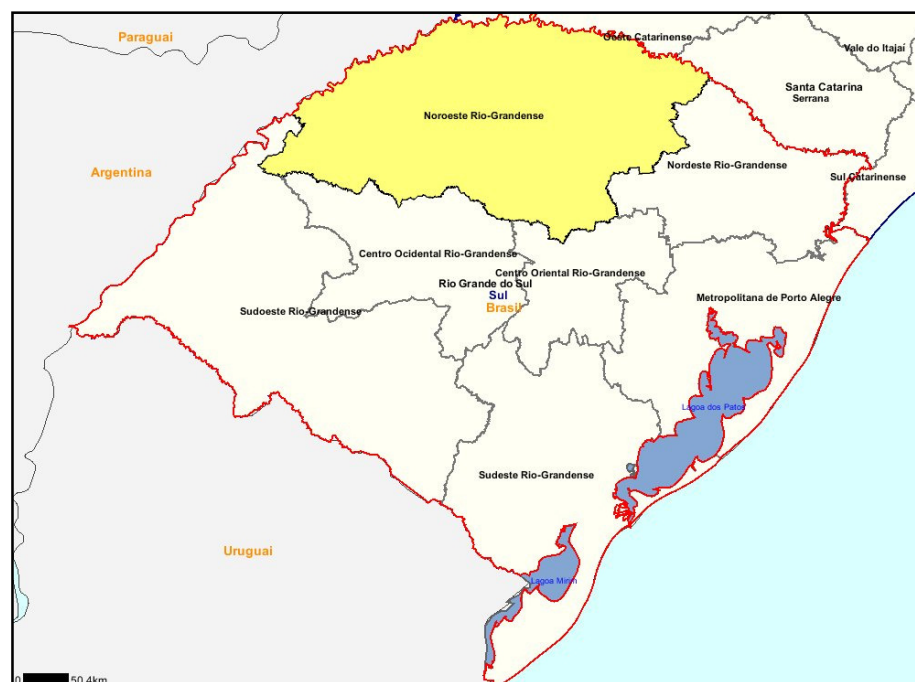 Paraguai
Oeste Catarinense
Vale do Itajaí
Santa Catarina
Serrana
Noroeste Rio-Grandense
Nordeste Rio-Grandense
Argentina
Sul Catarinense
Centro Ocidental Rio-Grandense
Centro Oriental Rio-Grandense
Rio Grande do Sul
Sul
Brasil
Metropolitana de Porto Alegre
Sudoeste Rio-Grandense
Lagoa dos Patos
Sudeste Rio-Grandense
Uruguai
Lagoa Mirim
0 50.4km